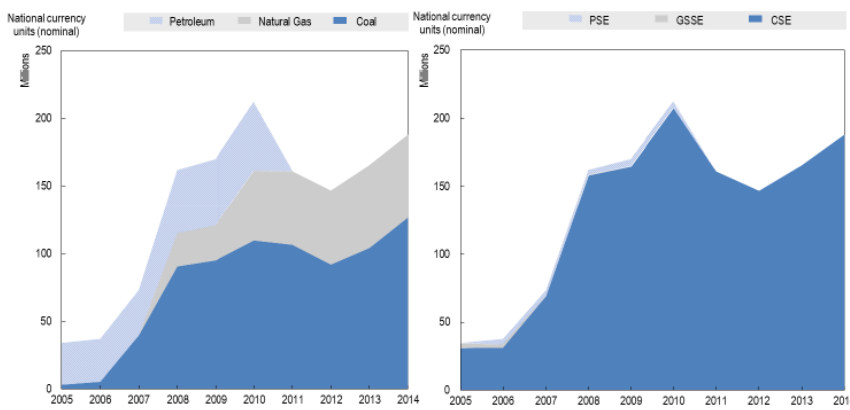 National currency
units (nominal)
Petroleum
Natural Gas
Coal
Millions
250
200
150
100
50
0
2005 2006 2007 2008 2009 2010 2011 2012 2013 2014
National currency
units (nominal)
PSE
GSSE
CSE
Millions
250
200
150
100
50
0
2005 2006 2007 2008 2009 2010 2011 2012 2013 201